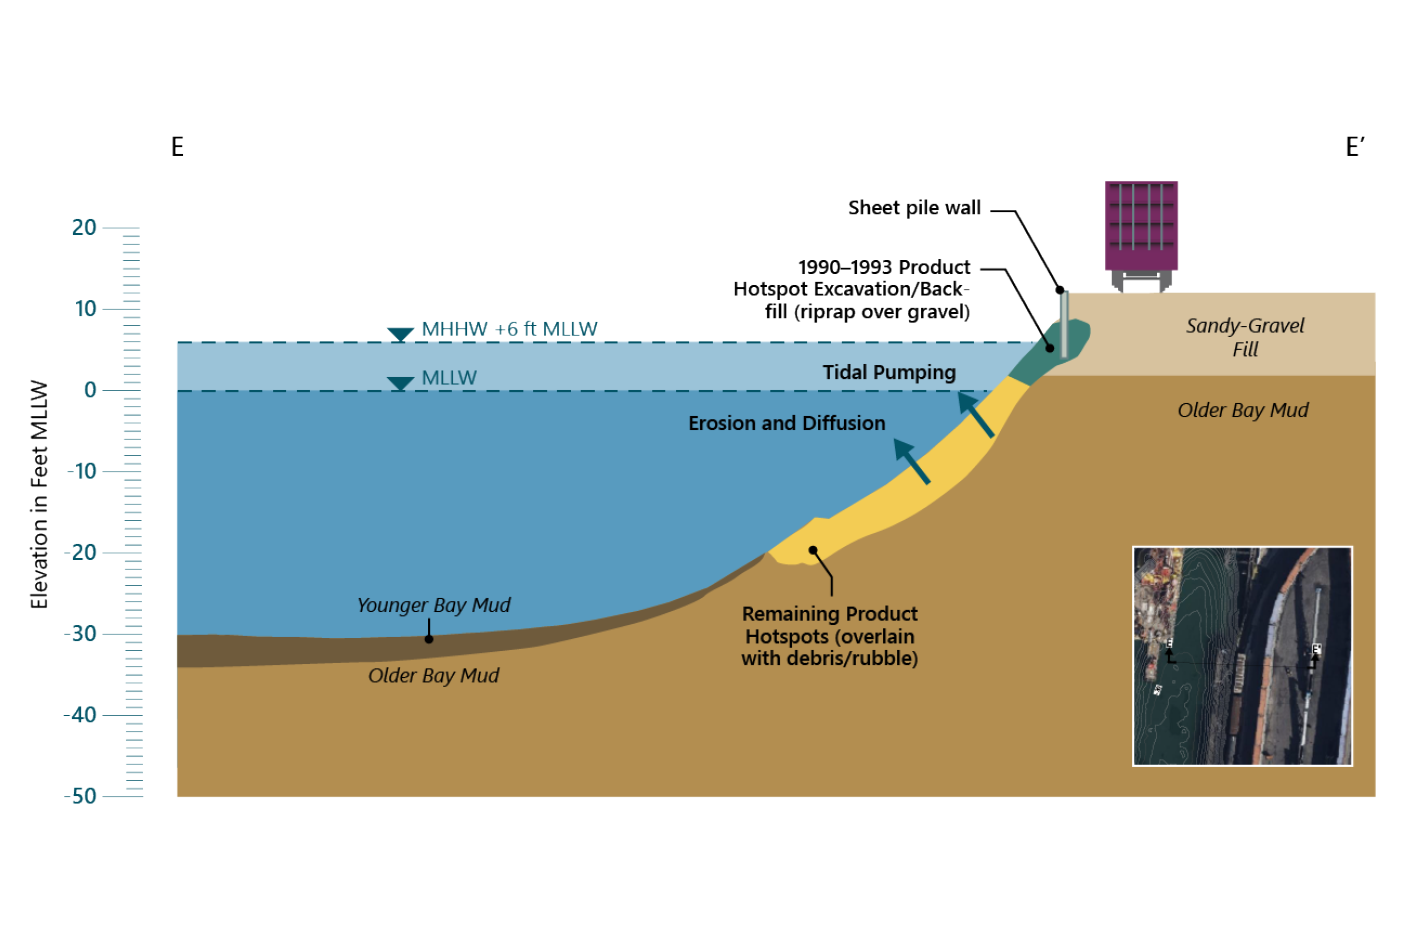 E
E’
Sheet pile wall
20
1990–1993 Product
Hotspot Excavation/Back-
fill (riprap over gravel)
10
MHHW +6 ft MLLW
Sandy-Gravel
Fill
Tidal Pumping
MLLW
0
Older Bay Mud
Erosion and Diffusion
Elevation in Feet MLLW
-10
-20
Younger Bay Mud
Remaining Product
Hotspots (overlain
with debris/rubble)
-30
Older Bay Mud
E
E'
-40
-50